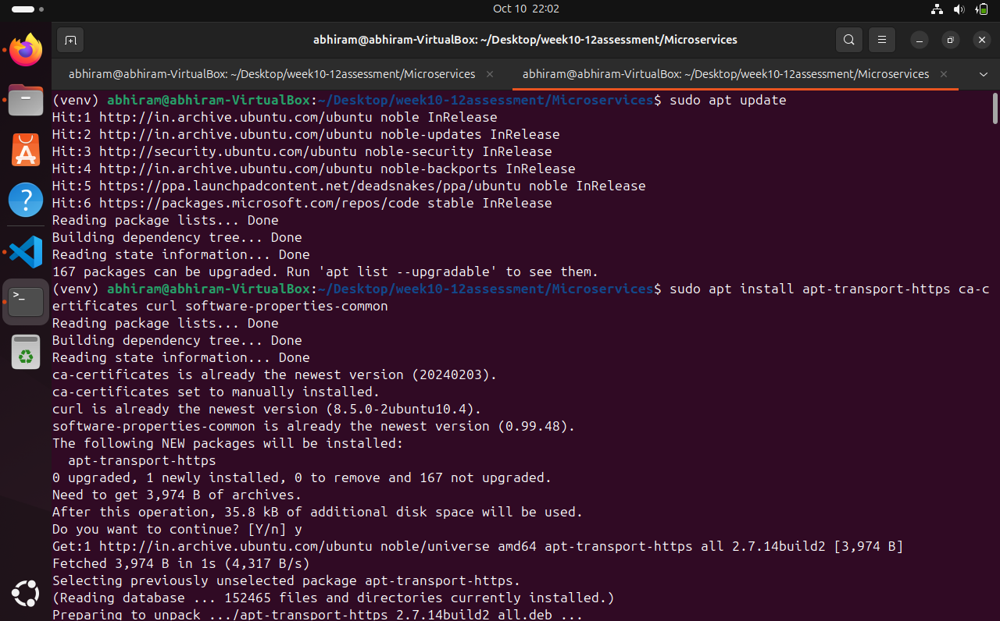 Oct 10 22:02
abhiram@abhiram-VirtualBox: ~/Desktop/week10-12assessment/Microservices
abhiram@abhiram-VirtualBox: ~/Desktop/week10-12assessment/Microservices
abhiram@abhiram-VirtualBox: ~/Desktop/week10-12assessment/Microservices
(venv) abhiram@abhiram-VirtualBox:~/Desktop/week10-12assessment/Microservices$ sudo apt update
Hit:1 http://in.archive.ubuntu.com/ubuntu noble InRelease
Hit:2 http://in.archive.ubuntu.com/ubuntu noble-updates InRelease
Hit:3 http://security.ubuntu.com/ubuntu noble-security InRelease
Hit:4 http://in.archive.ubuntu.com/ubuntu noble-backports InRelease
Hit:5 https://ppa.launchpadcontent.net/deadsnakes/ppa/ubuntu noble InRelease
Hit:6 https://packages.microsoft.com/repos/code stable InRelease
Reading package lists... Done
Building dependency tree... Done
Reading state information... Done
167 packages can be upgraded. Run 'apt list --upgradable' to see them.
(venv) abhiram@abhiram-VirtualBox:~/Desktop/week10-12assessment/Microservices$ sudo apt install apt-transport-https ca-c
ertificates curl software-properties-common
Reading package lists... Done
Building dependency tree... Done
Reading state information... Done
ca-certificates is already the newest version (20240203).
ca-certificates set to manually installed.
curl is already the newest version (8.5.0-2ubuntu10.4).
software-properties-common is already the newest version (0.99.48).
The following NEW packages will be installed:
  apt-transport-https
0 upgraded, 1 newly installed, 0 to remove and 167 not upgraded.
Need to get 3,974 B of archives.
After this operation, 35.8 kB of additional disk space will be used.
Do you want to continue? [Y/n] y
Get:1 http://in.archive.ubuntu.com/ubuntu noble/universe amd64 apt-transport-https all 2.7.14build2 [3,974 B]
Fetched 3,974 B in 1s (4,317 B/s)
Selecting previously unselected package apt-transport-https.
(Reading database ... 152465 files and directories currently installed.)
Preparing to unpack .../apt-transport-https_2.7.14build2_all.deb ...